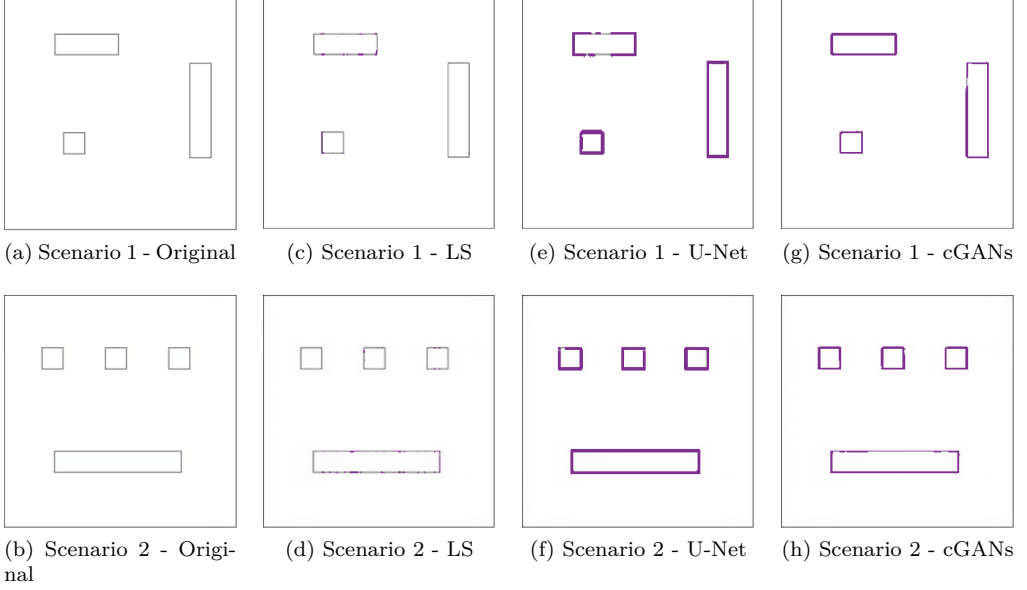 (a) Scenario 1 - Original
(c) Scenario 1 - LS
(e) Scenario 1 - U-Net
(g) Scenario 1 - cGANs
(b) Scenario 2 - Origi-
nal
(d) Scenario 2 - LS
(f) Scenario 2 - U-Net
(h) Scenario 2 - cGANs